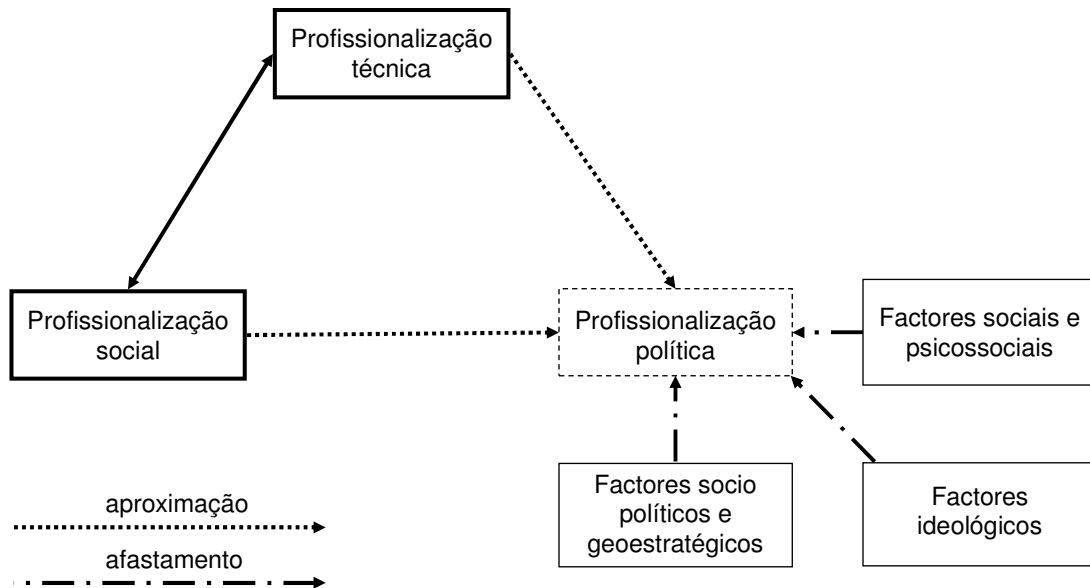 Profissionalização
técnica
Profissionalização
social
Profissionalização
política
Factores sociais e
psicossociais
Factores socio
políticos e
geoestratégicos
Factores
ideológicos
aproximação
afastamento